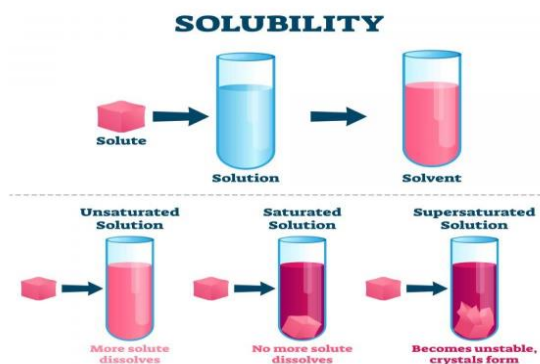 SOLUBILITY
Solute
Solution
Solvent
Unsaturated
Solution
Saturated
Solution
Supersaturated
Solution
More solute
dissolves
No more solute
dissolves
Becomes unstable,
crystals form